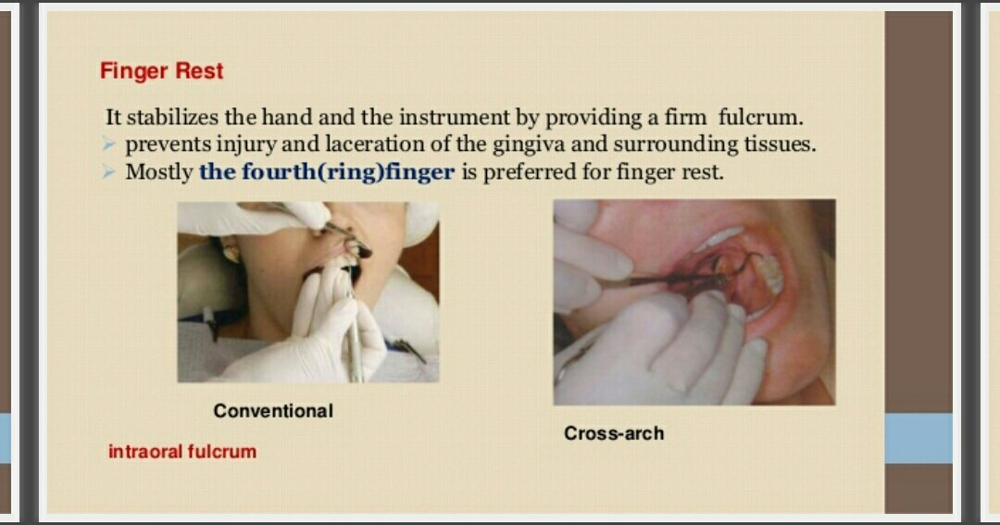 Finger Rest
It stabilizes the hand and the instrument by providing a firm fulcrum.
prevents injury and laceration of the gingiva and surrounding tissues.
Mostly the fourth(ring)finger is preferred for finger rest.
Conventional
Cross-arch
intraoral fulcrum